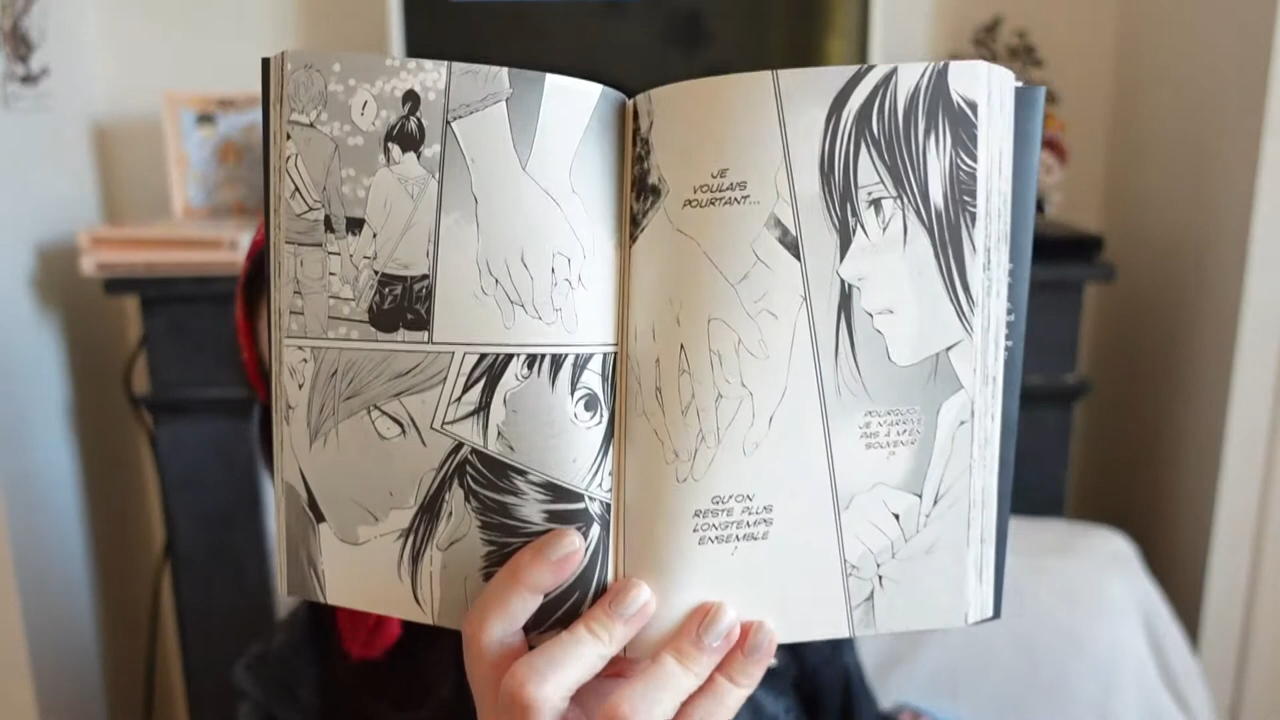 !
JE
VOULAIS
POURTANT...
QU'ON
RESTE PLUS
LONGTEMPS
ENSEMBLE
!
POURQUOI
JE N'ARRIVE
PAS À M'EN
SOUVENIR
?